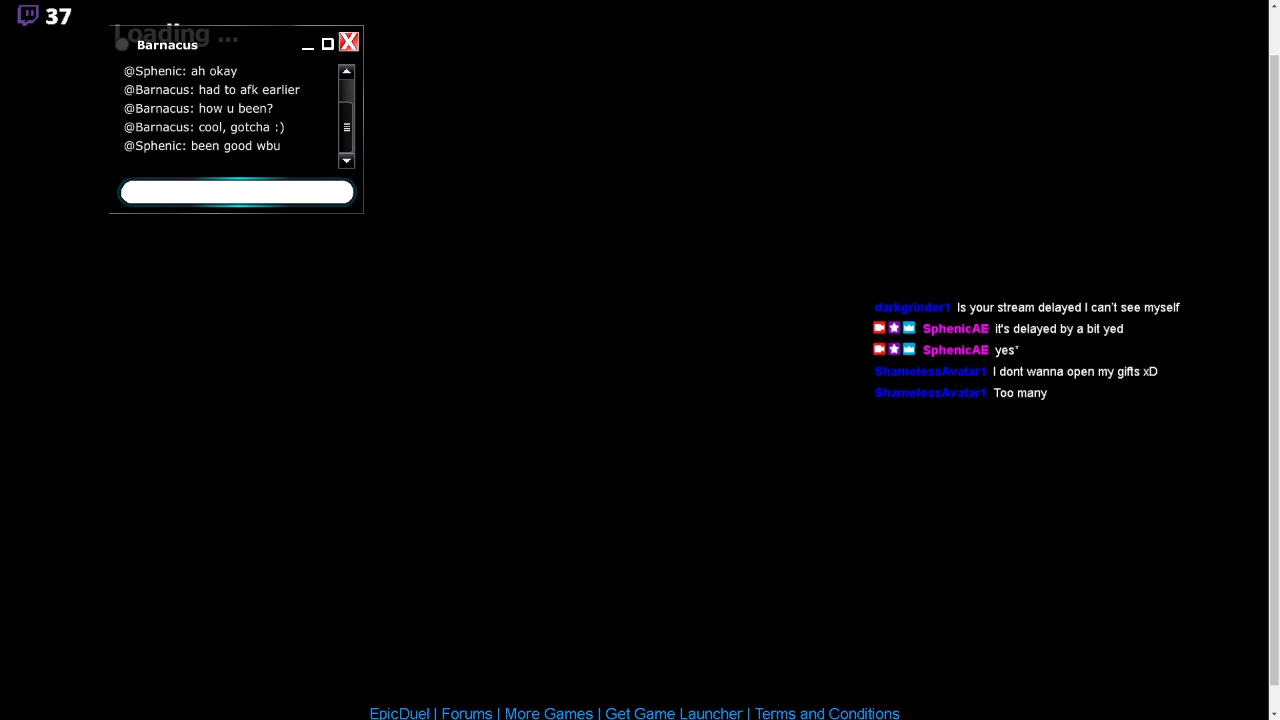 37
Loading ...
Barnacus
@Sphenic: ah okay
@Barnacus: had to afk earlier
@Barnacus: how u been?
@Barnacus: cool, gotcha :)
@Sphenic: been good wbu
darkgrinder1 Is your stream delayed I can't see myself
SphenicAE it's delayed by a bit yed
SphenicAE yes*
ShamelessAvatar1 I dont wanna open my gifts xD
ShamelessAvatar1 Too many
EpicDuel | Forums | More Games | Get Game Launcher | Terms and Conditions